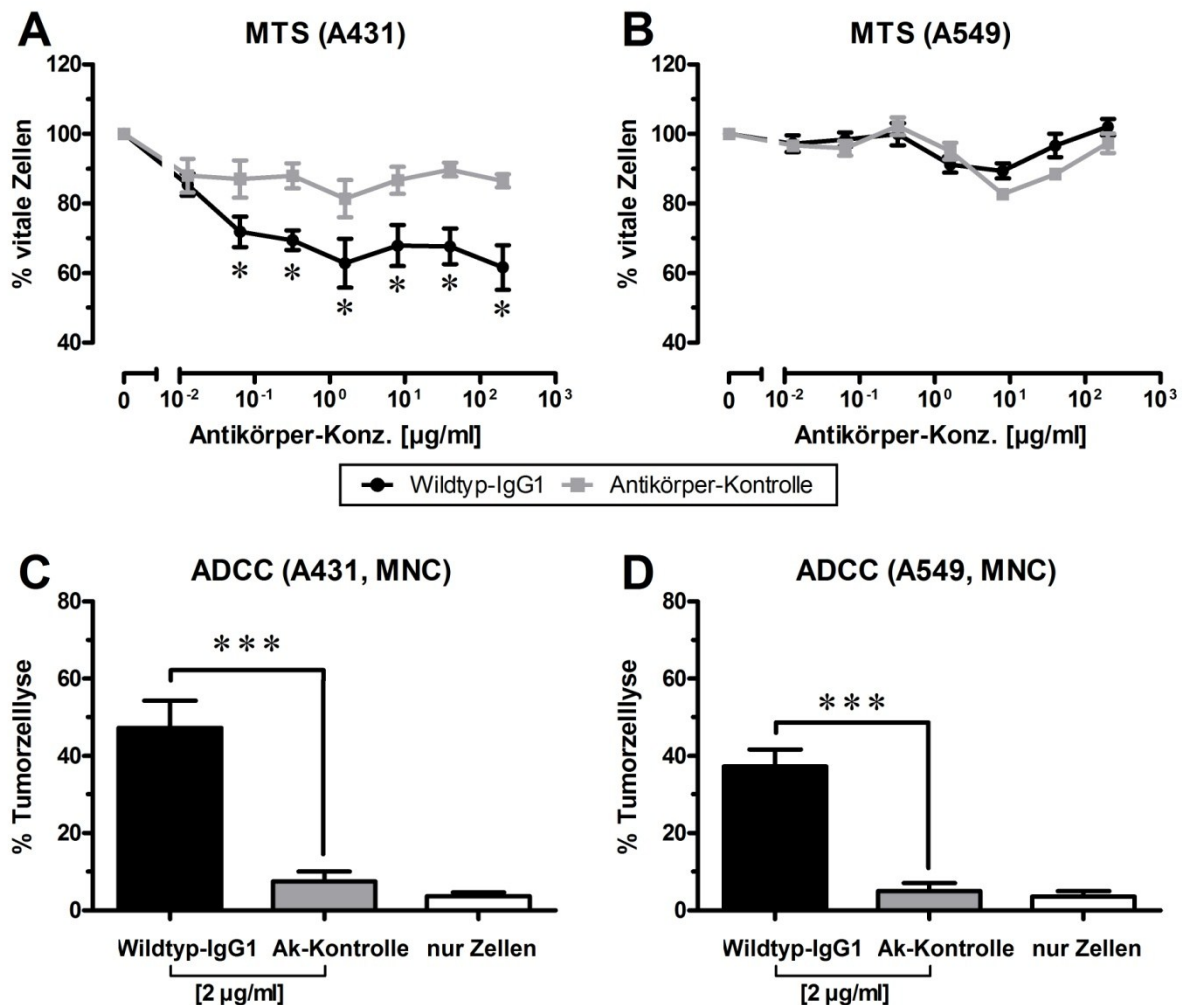 A
MTS (A431)
% vitale Zellen
120
100
80
60
40
*
*
*
*
*
*
0
10⁻²
10⁻¹
10⁰
10¹
10²
10³
Antikörper-Konz. [µg/ml]
B
MTS (A549)
% vitale Zellen
120
100
80
60
40
0
10⁻²
10⁻¹
10⁰
10¹
10²
10³
Antikörper-Konz. [µg/ml]
Wildtyp-IgG1
Antikörper-Kontrolle
C
ADCC (A431, MNC)
% Tumorzelllyse
80
60
40
20
0
***
Wildtyp-IgG1
Ak-Kontrolle
nur Zellen
[2 µg/ml]
D
ADCC (A549, MNC)
% Tumorzelllyse
80
60
40
20
0
***
Wildtyp-IgG1
Ak-Kontrolle
nur Zellen
[2 µg/ml]